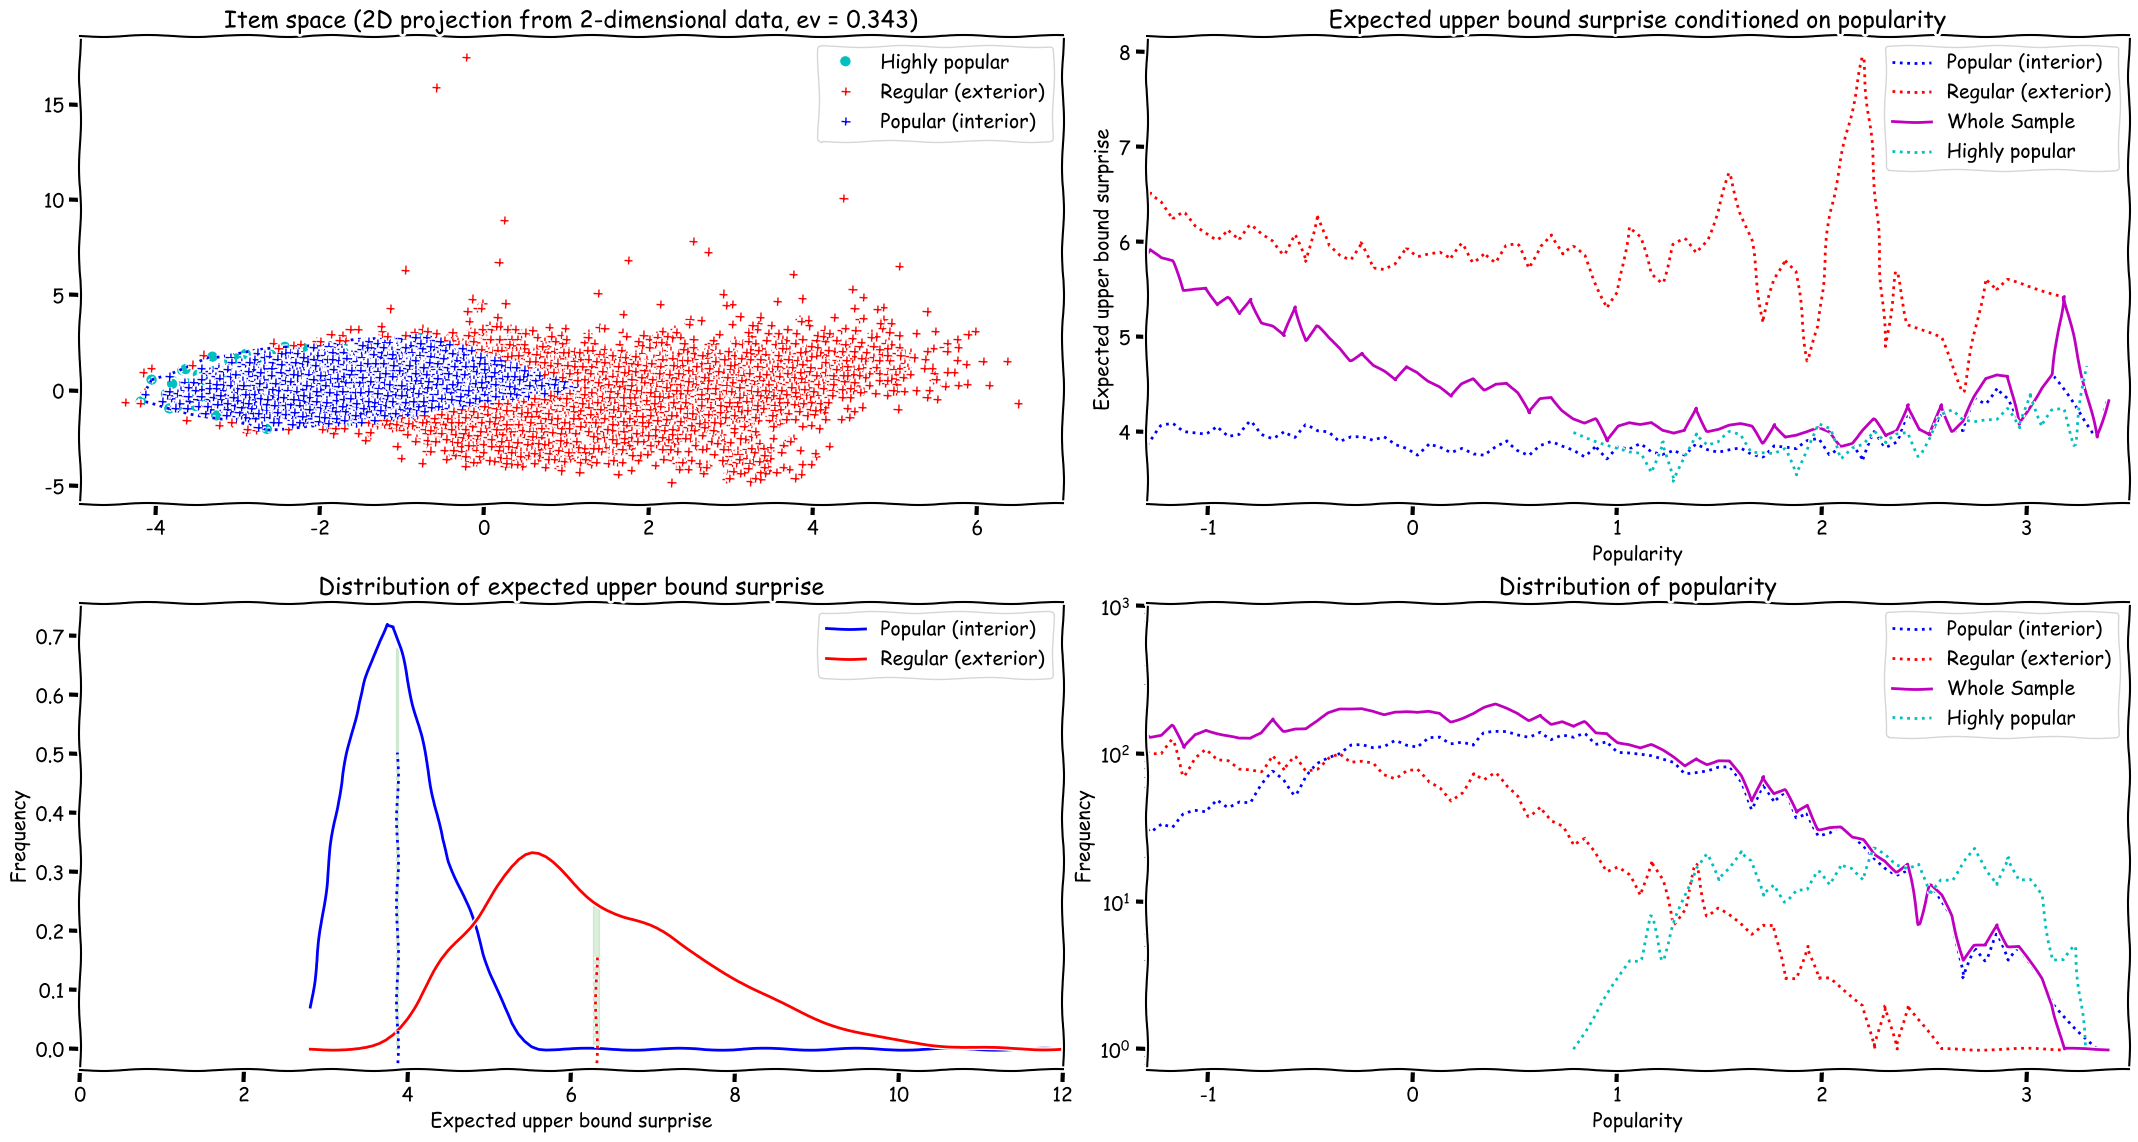 Item space (2D projection from 2-dimensional data, ev = 0.343)
Highly popular
Regular (exterior)
Popular (interior)
15
10
5
0
-5
-4 -2 0 2 4 6
Expected upper bound surprise conditioned on popularity
Popular (interior)
Regular (exterior)
Whole Sample
Highly popular
Expected upper bound surprise
8
7
6
5
4
-1 0 1 2 3
Popularity
Distribution of expected upper bound surprise
Popular (interior)
Regular (exterior)
Frequency
0.7
0.6
0.5
0.4
0.3
0.2
0.1
0.0
0 2 4 6 8 10 12
Expected upper bound surprise
Distribution of popularity
Popular (interior)
Regular (exterior)
Whole Sample
Highly popular
Frequency
10³
10²
10¹
10⁰
-1 0 1 2 3
Popularity